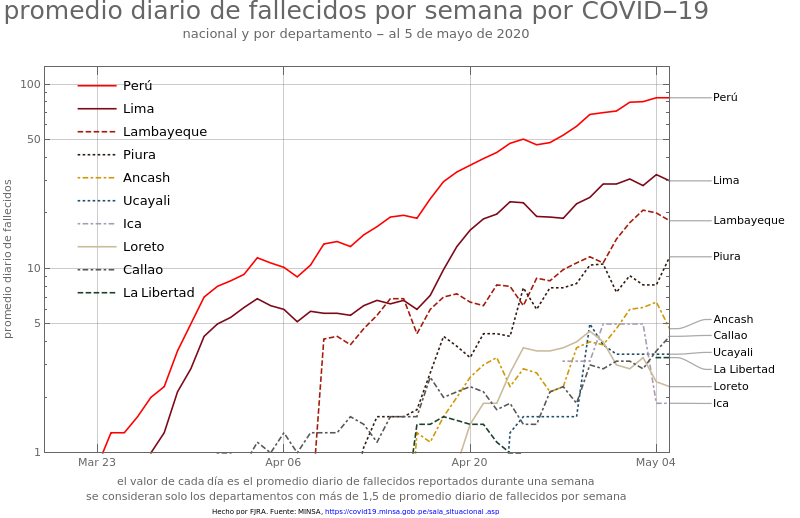 promedio diario de fallecidos por semana por COVID−19
nacional y por departamento − al 5 de mayo de 2020
promedio diario de fallecidos
100
50
10
5
1
Perú
Lima
Lambayeque
Piura
Ancash
Ucayali
Ica
Loreto
Callao
La Libertad
Perú
Lima
Lambayeque
Piura
Ancash
Callao
Ucayali
La Libertad
Loreto
Ica
Mar 23
Apr 06
Apr 20
May 04
el valor de cada día es el promedio diario de fallecidos reportados durante una semana
se consideran solo los departamentos con más de 1,5 de promedio diario de fallecidos por semana
Hecho por FJRA. Fuente: MINSA, https://covid19.minsa.gob.pe/sala_situacional.asp